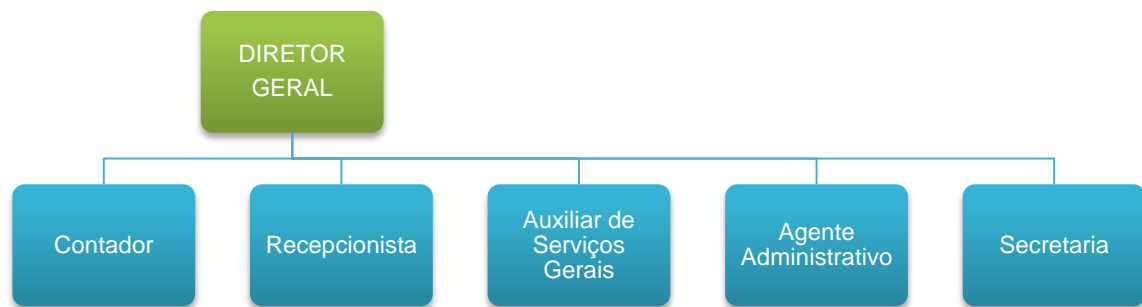 DIRETOR
GERAL
Contador
Recepcionista
Auxiliar de
Serviços
Gerais
Agente
Administrativo
Secretaria